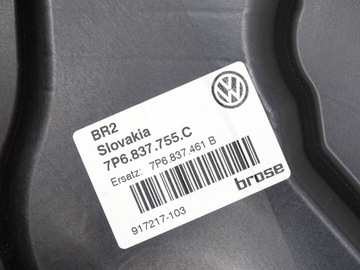 BR2
Slovakia
7P6.837.755.C
Ersatz: 7P6.837.461 B
brose
917217-103